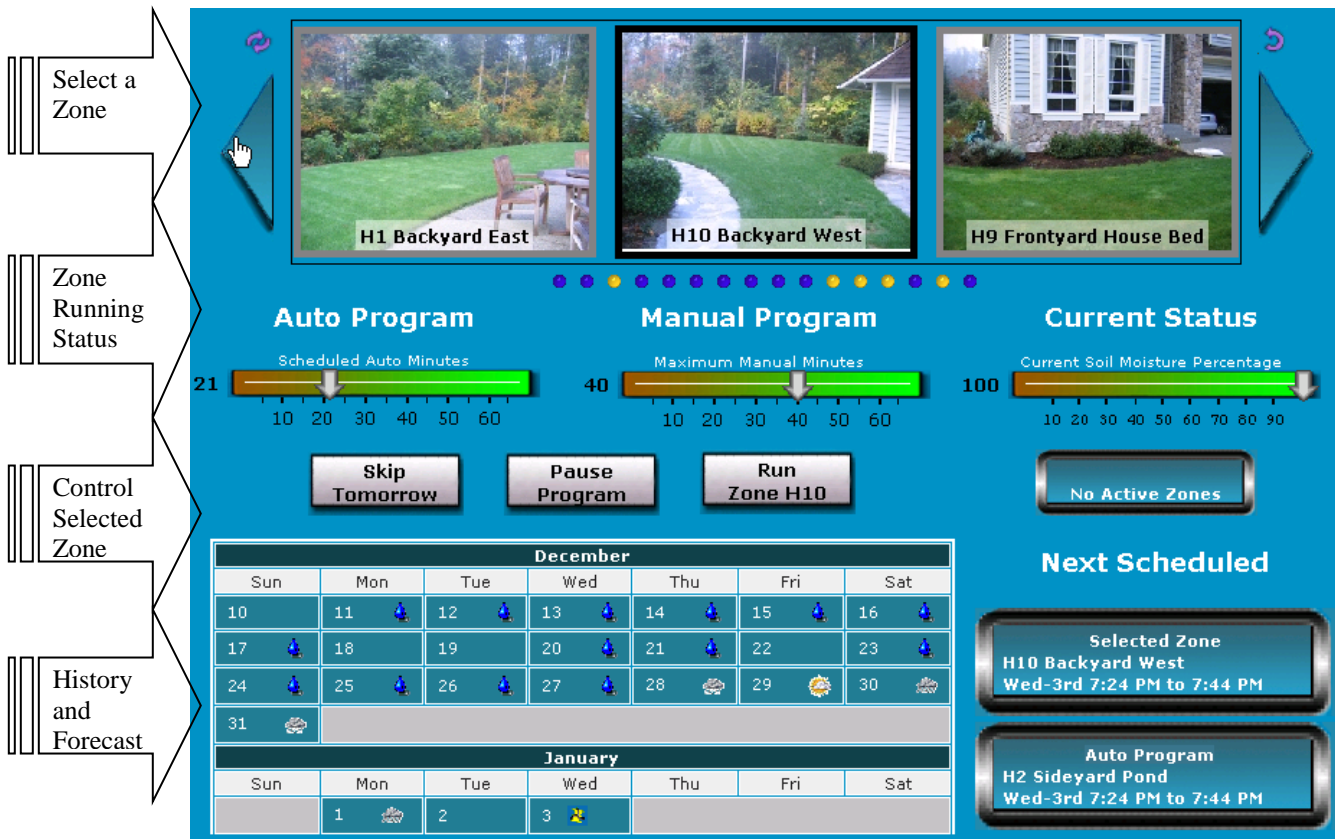 Select a
Zone
Zone
Running
Status
Control
Selected
Zone
History
and
Forecast
H1 Backyard East
H10 Backyard West
H9 Frontyard House Bed
Auto Program
Manual Program
Current Status
Scheduled Auto Minutes
Maximum Manual Minutes
Current Soil Moisture Percentage
21
40
100
10 20 30 40 50 60
10 20 30 40 50 60
10 20 30 40 50 60 70 80 90
Skip
Tomorrow
Pause
Program
Run
Zone H10
No Active Zones
December
Sun Mon Tue Wed Thu Fri Sat
10 11 12 13 14 15 16
17 18 19 20 21 22 23
24 25 26 27 28 29 30
31
January
Sun Mon Tue Wed Thu Fri Sat
1 2 3
Next Scheduled
Selected Zone
H10 Backyard West
Wed-3rd 7:24 PM to 7:44 PM
Auto Program
H2 Sideyard Pond
Wed-3rd 7:24 PM to 7:44 PM